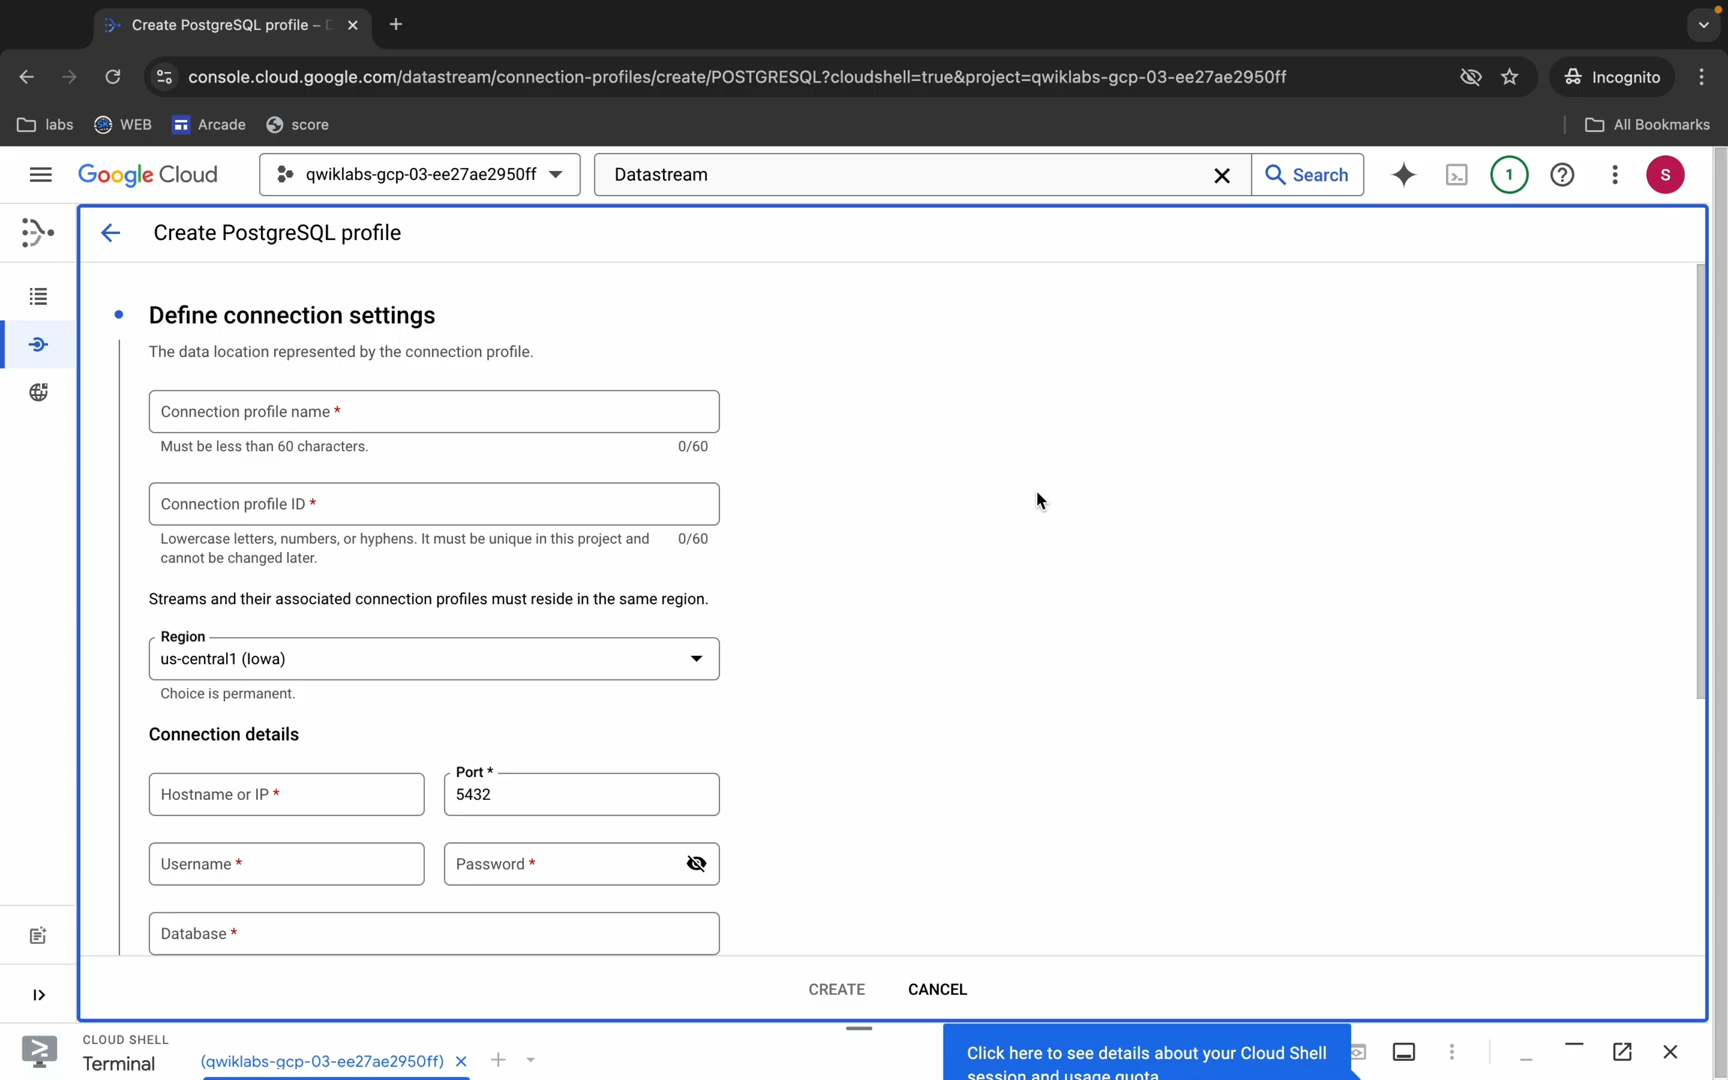 Create PostgreSQL profile – D
console.cloud.google.com/datastream/connection-profiles/create/POSTGRESQL?cloudshell=true&project=qwiklabs-gcp-03-ee27ae2950ff
Incognito
labs
WEB
Arcade
score
All Bookmarks
Google Cloud
qwiklabs-gcp-03-ee27ae2950ff
Datastream
Search
1
S
Create PostgreSQL profile
Define connection settings
The data location represented by the connection profile.
Connection profile name *
Must be less than 60 characters. 0/60
Connection profile ID *
Lowercase letters, numbers, or hyphens. It must be unique in this project and 0/60
cannot be changed later.
Streams and their associated connection profiles must reside in the same region.
Region
us-central1 (Iowa)
Choice is permanent.
Connection details
Hostname or IP *
Port *
5432
Username *
Password *
Database *
CREATE
CANCEL
CLOUD SHELL
Terminal
(qwiklabs-gcp-03-ee27ae2950ff)
Click here to see details about your Cloud Shell
session and usage quota